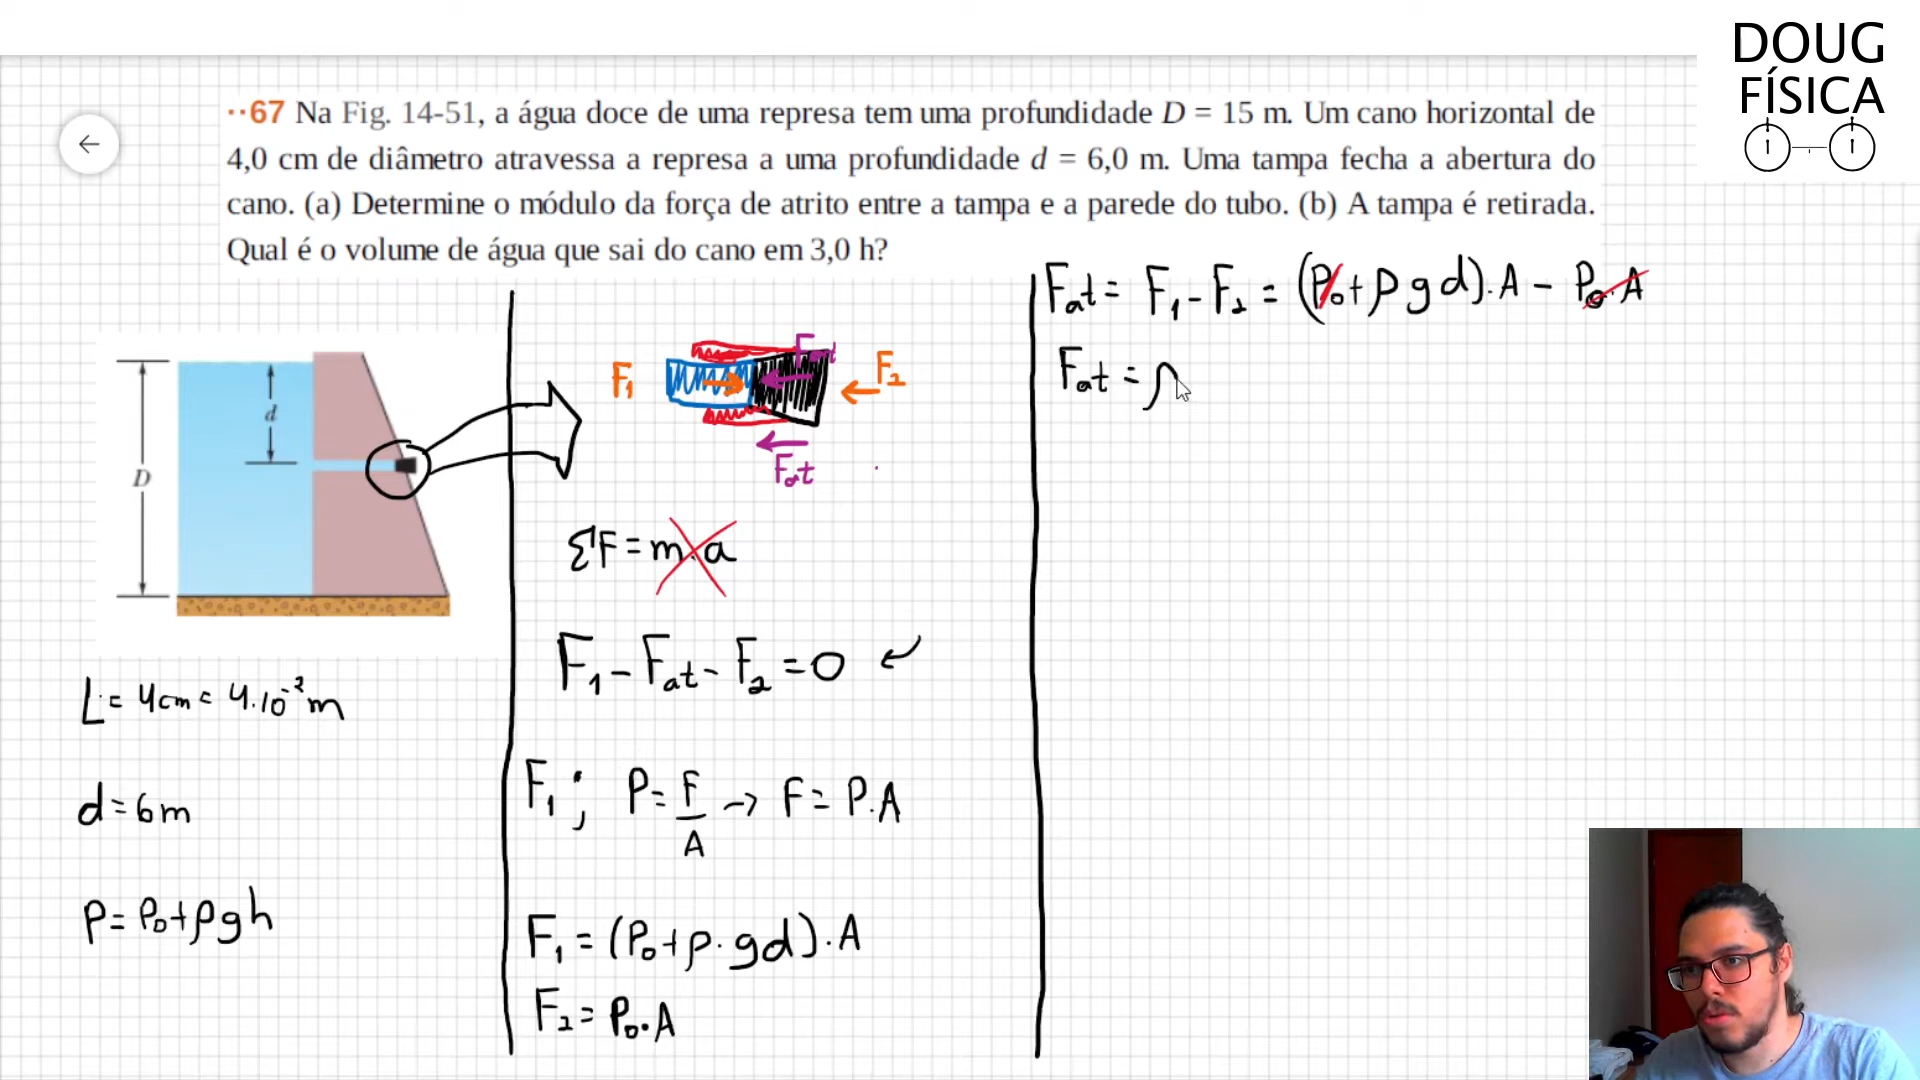 DOUG
FÍSICA
··67 Na Fig. 14-51, a água doce de uma represa tem uma profundidade D = 15 m. Um cano horizontal de
4,0 cm de diâmetro atravessa a represa a uma profundidade d = 6,0 m. Uma tampa fecha a abertura do
cano. (a) Determine o módulo da força de atrito entre a tampa e a parede do tubo. (b) A tampa é retirada.
Qual é o volume de água que sai do cano em 3,0 h?
d
D
L = 4cm = 4.10⁻² m
d = 6m
P = P₀ + ρgh
F₁
Fat
F₂
Fat
ΣF = m.a
F₁ - Fat - F₂ = 0
F₁; P = F/A → F = P.A
F₁ = (P₀ + ρ.gd).A
F₂ = P₀.A
Fat = F₁ - F₂ = (P₀ + ρgd).A - P₀.A
Fat =